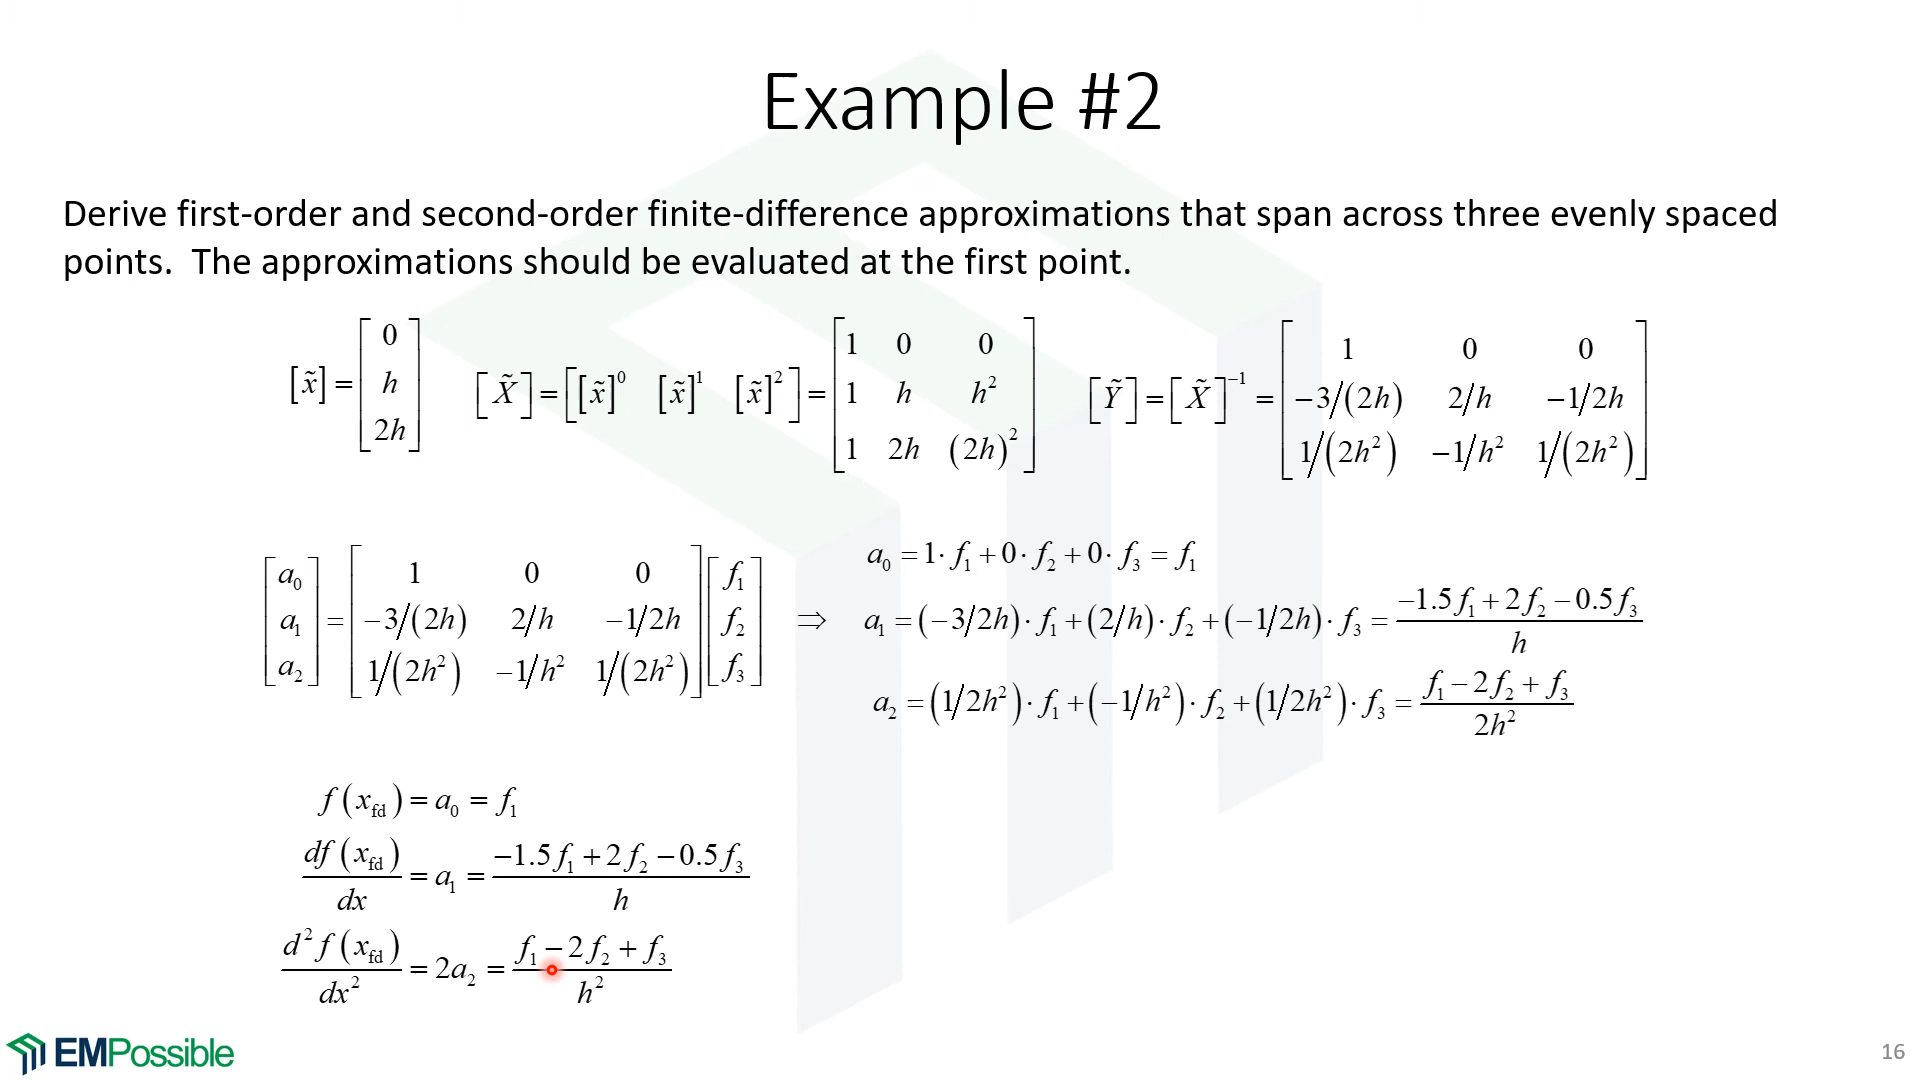 Example #2
Derive first-order and second-order finite-difference approximations that span across three evenly spaced
points. The approximations should be evaluated at the first point.
[x̃] = [0; h; 2h]
[X̃] = [[x̃]^0 [x̃]^1 [x̃]^2] = [1 0 0; 1 h h²; 1 2h (2h)²]
[Ỹ] = [X̃]^−1 = [1 0 0; −3/(2h) 2/h −1/2h; 1/(2h²) −1/h² 1/(2h²)]
[a₀; a₁; a₂] = [1 0 0; −3/(2h) 2/h −1/2h; 1/(2h²) −1/h² 1/(2h²)] [f₁; f₂; f₃] ⇒
a₀ = 1· f₁ + 0· f₂ + 0· f₃ = f₁
a₁ = (−3/2h)· f₁ + (2/h)· f₂ + (−1/2h)· f₃ = (−1.5f₁ + 2f₂ − 0.5f₃) / h
a₂ = (1/2h²)· f₁ + (−1/h²)· f₂ + (1/2h²)· f₃ = (f₁ − 2f₂ + f₃) / 2h²
f(x_fd) = a₀ = f₁
df(x_fd)/dx = a₁ = (−1.5f₁ + 2f₂ − 0.5f₃) / h
d²f(x_fd)/dx² = 2a₂ = (f₁ − 2f₂ + f₃) / h²
EMPossible
16